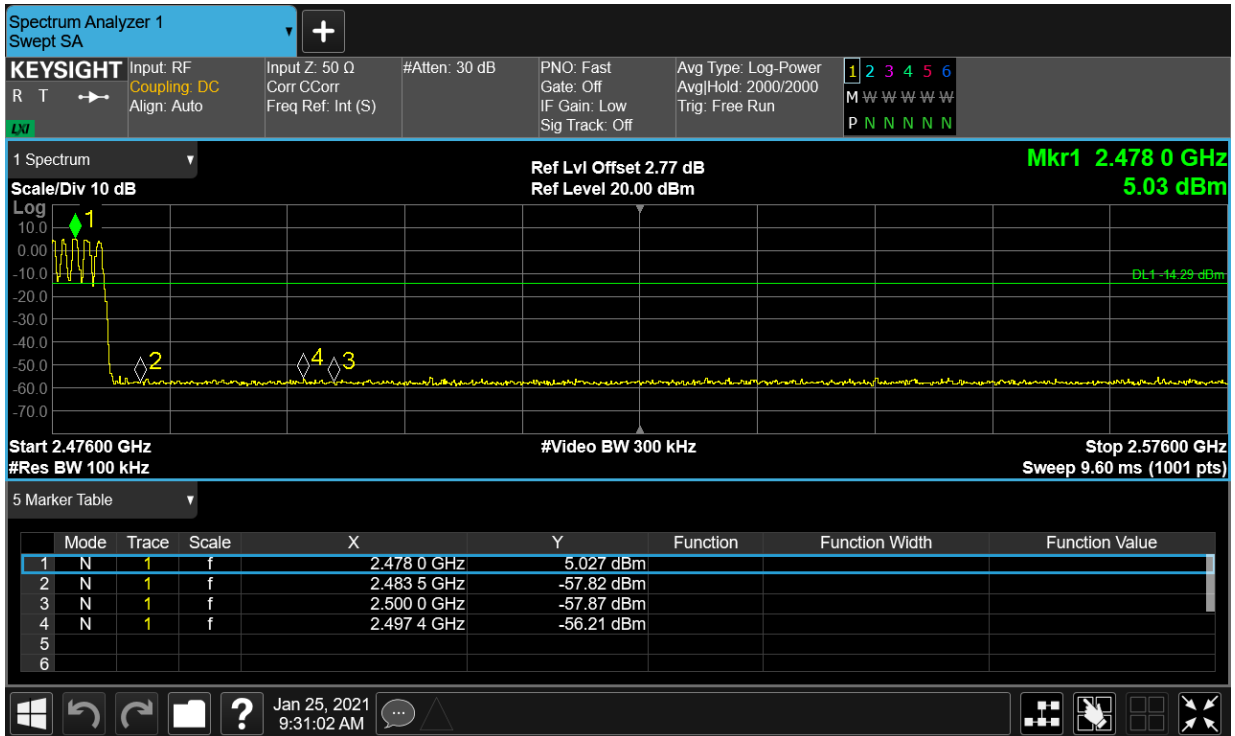 Spectrum Analyzer 1
Swept SA
KEYSIGHT
R T
LXI
Input: RF
Coupling: DC
Align: Auto
Input Z: 50 Ω
Corr CCorr
Freq Ref: Int (S)
#Atten: 30 dB
PNO: Fast
Gate: Off
IF Gain: Low
Sig Track: Off
Avg Type: Log-Power
Avg|Hold: 2000/2000
Trig: Free Run
1 2 3 4 5 6
M W W W W W
P N N N N N
1 Spectrum
Scale/Div 10 dB
Ref Lvl Offset 2.77 dB
Ref Level 20.00 dBm
Mkr1 2.478 0 GHz
5.03 dBm
Log
10.0
0.00
-10.0
-20.0
-30.0
-40.0
-50.0
-60.0
-70.0
1
DL1 -14.29 dBm
2
4
3
Start 2.47600 GHz
#Video BW 300 kHz
Stop 2.57600 GHz
#Res BW 100 kHz
Sweep 9.60 ms (1001 pts)
5 Marker Table
Mode Trace Scale X Y Function Function Width Function Value
1 N 1 f 2.478 0 GHz 5.027 dBm
2 N 1 f 2.483 5 GHz -57.82 dBm
3 N 1 f 2.500 0 GHz -57.87 dBm
4 N 1 f 2.497 4 GHz -56.21 dBm
5
6
?
Jan 25, 2021
9:31:02 AM